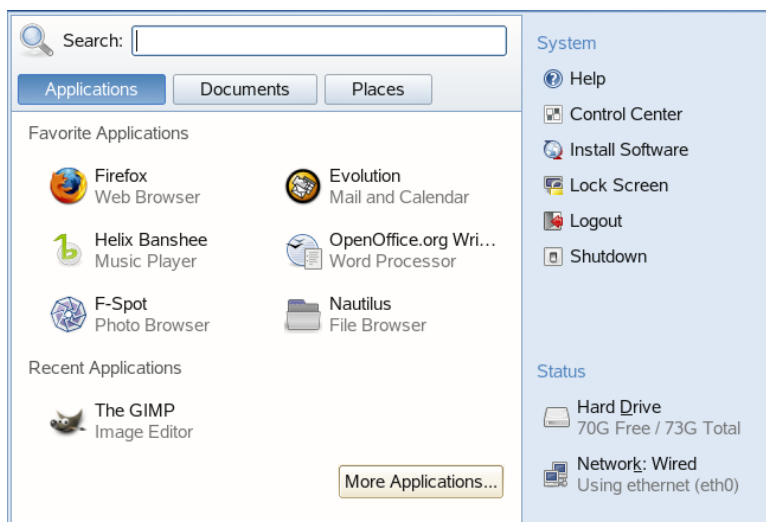 Search:
Applications
Documents
Places
Favorite Applications
Firefox
Web Browser
Evolution
Mail and Calendar
Helix Banshee
Music Player
OpenOffice.org Wri...
Word Processor
F-Spot
Photo Browser
Nautilus
File Browser
Recent Applications
The GIMP
Image Editor
More Applications...
System
Help
Control Center
Install Software
Lock Screen
Logout
Shutdown
Status
Hard Drive
70G Free / 73G Total
Network: Wired
Using ethernet (eth0)